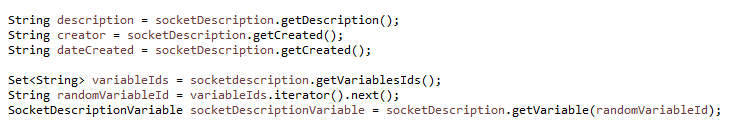 String description = socketDescription.getDescription();
String creator = socketDescription.getCreated();
String dateCreated = socketDescription.getCreated();
Set<String> variableIds = socketdescription.getVariablesIds();
String randomVariableId = variableIds.iterator().next();
SocketDescriptionVariable socketDescriptionVariable = socketDescription.getVariable(randomVariableId);